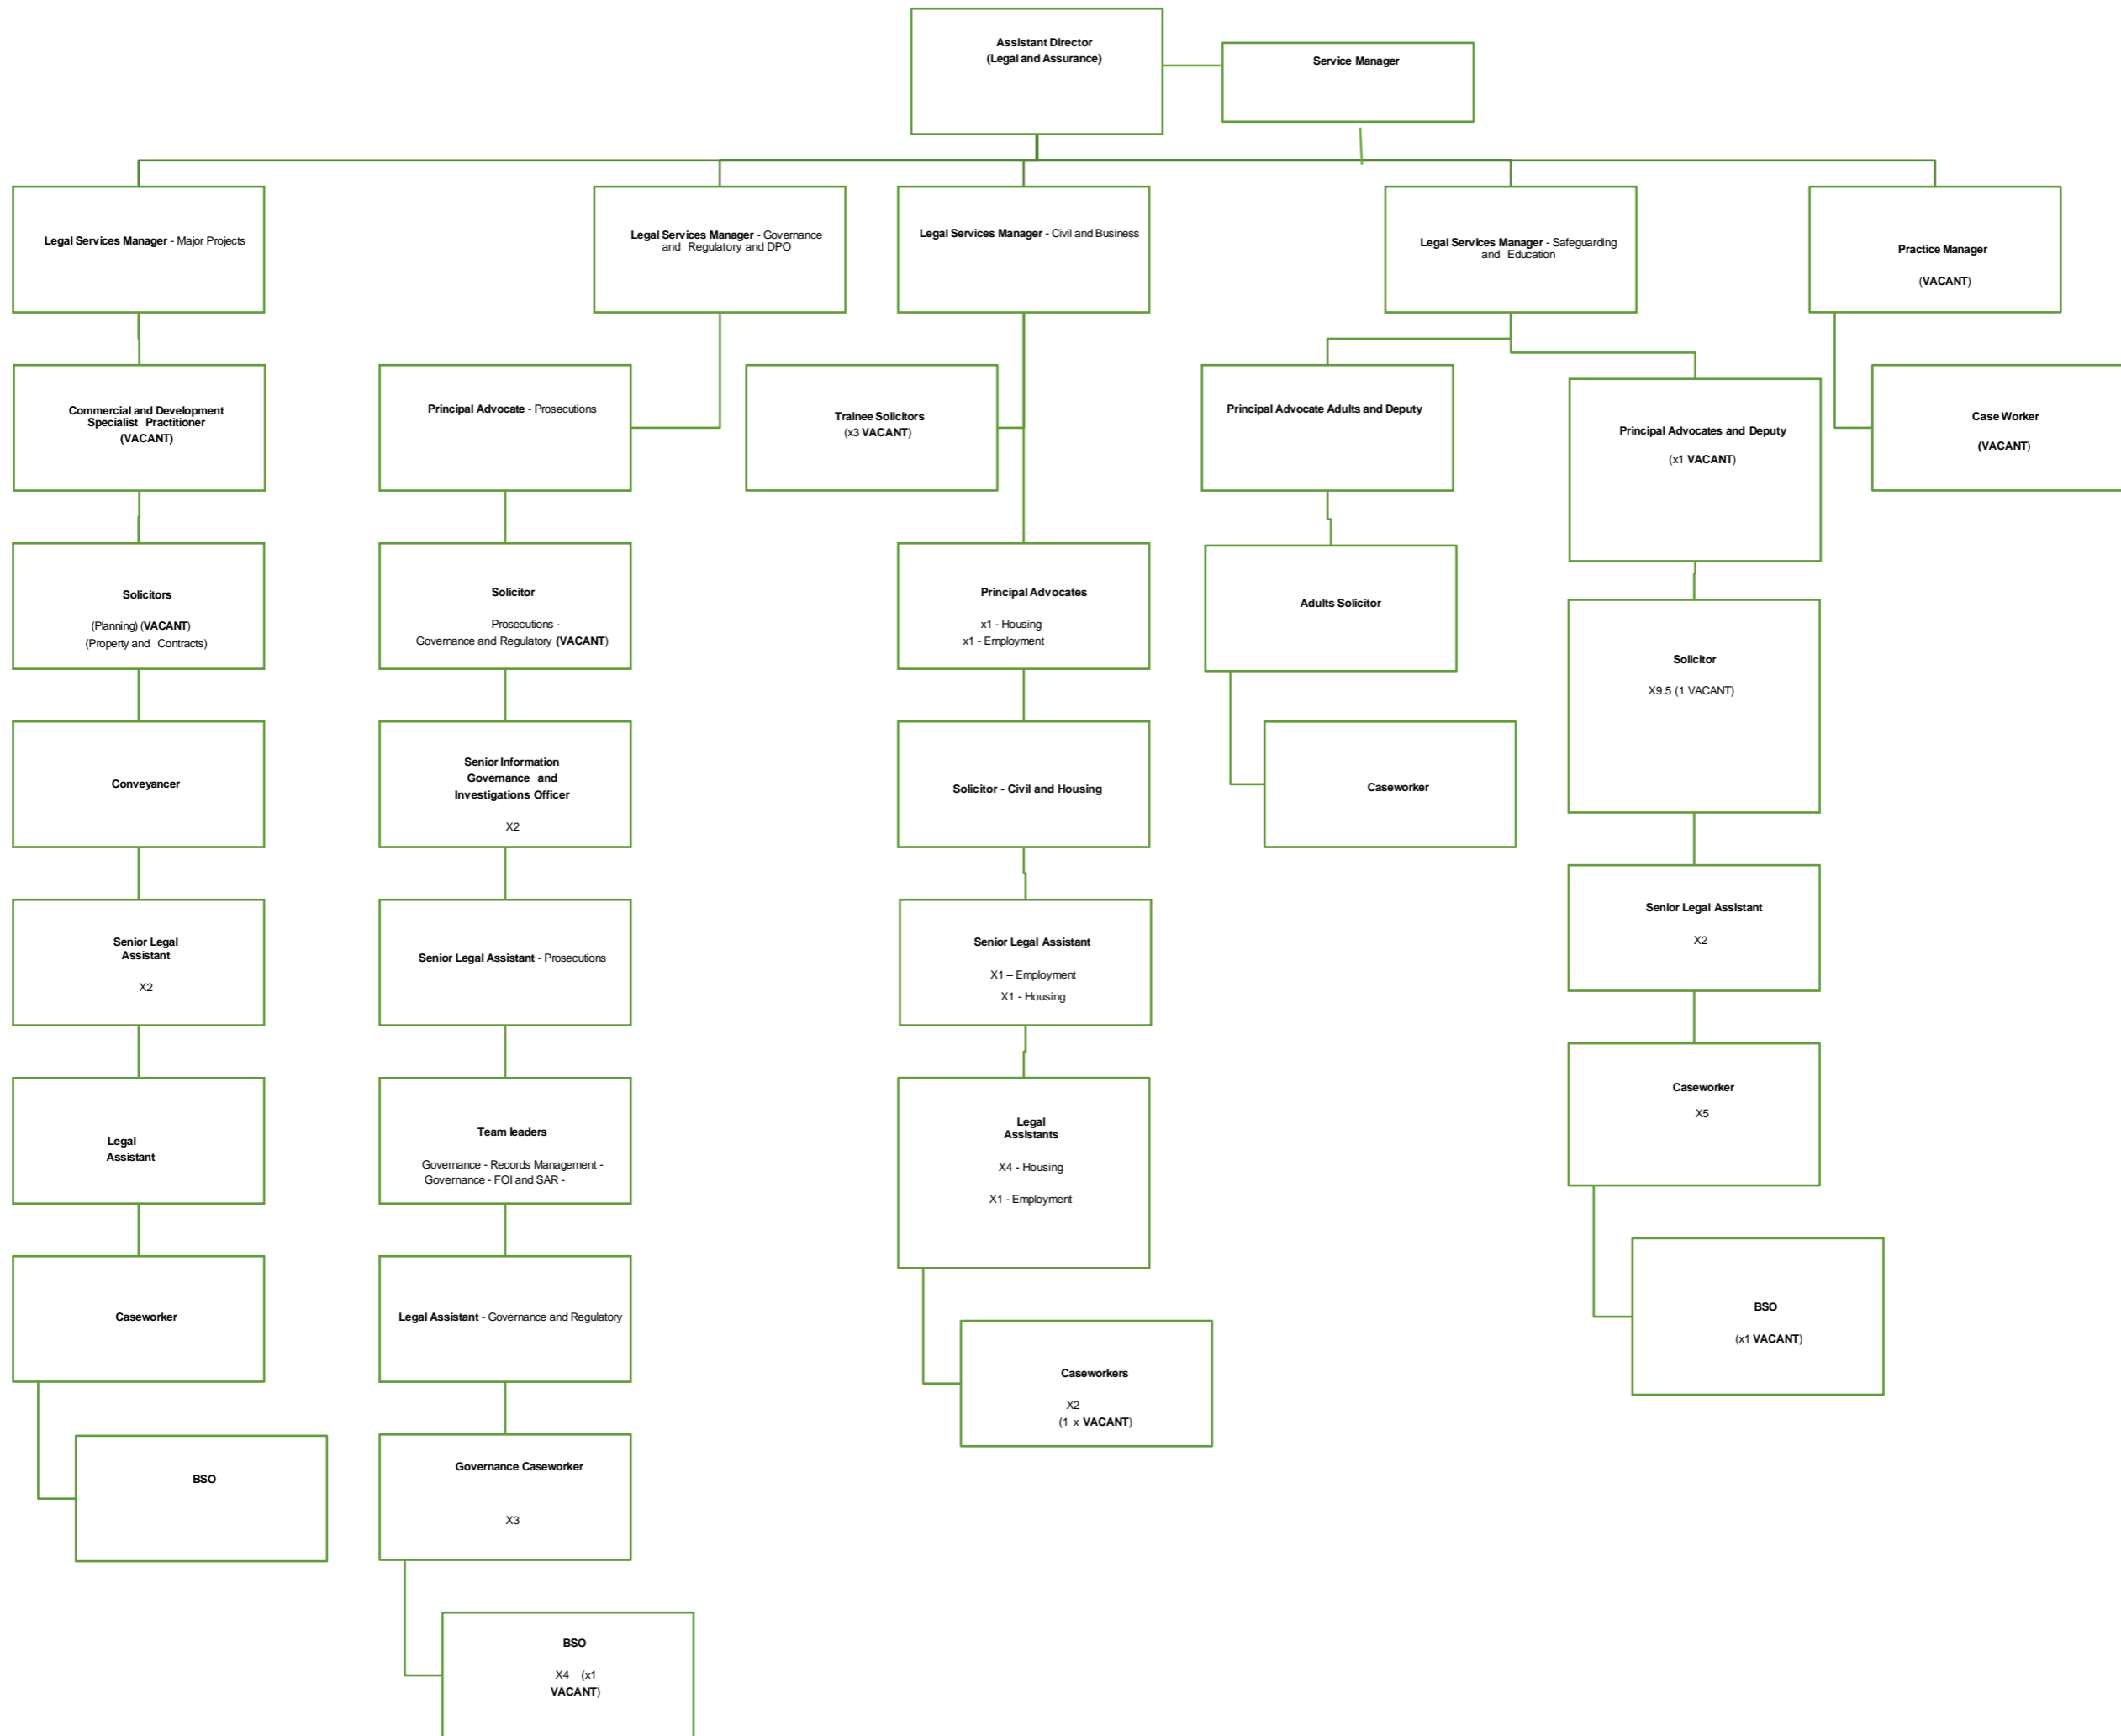 Assistant Director
(Legal and Assurance)
Service Manager
Legal Services Manager - Major Projects
Legal Services Manager - Governance
and Regulatory and DPO
Legal Services Manager - Civil and Business
Legal Services Manager - Safeguarding
and Education
Practice Manager
(VACANT)
Commercial and Development
Specialist Practitioner
(VACANT)
Principal Advocate - Prosecutions
Trainee Solicitors
(x3 VACANT)
Principal Advocate Adults and Deputy
Principal Advocates and Deputy
(x1 VACANT)
Case Worker
(VACANT)
Solicitors
(Planning) (VACANT)
(Property and Contracts)
Solicitor
Prosecutions -
Governance and Regulatory (VACANT)
Principal Advocates
x1 - Housing
x1 - Employment
Adults Solicitor
Solicitor
X9.5 (1 VACANT)
Conveyancer
Senior Information
Governance and
Investigations Officer
X2
Solicitor - Civil and Housing
Caseworker
Senior Legal
Assistant
X2
Senior Legal Assistant - Prosecutions
Senior Legal Assistant
X1 – Employment
X1 - Housing
Senior Legal Assistant
X2
Legal
Assistant
Team leaders
Governance - Records Management -
Governance - FOI and SAR -
Legal
Assistants
X4 - Housing
X1 - Employment
Caseworker
X5
Caseworker
Legal Assistant - Governance and Regulatory
Caseworkers
X2
(1 x VACANT)
BSO
(x1 VACANT)
BSO
Governance Caseworker
X3
BSO
X4 (x1
VACANT)